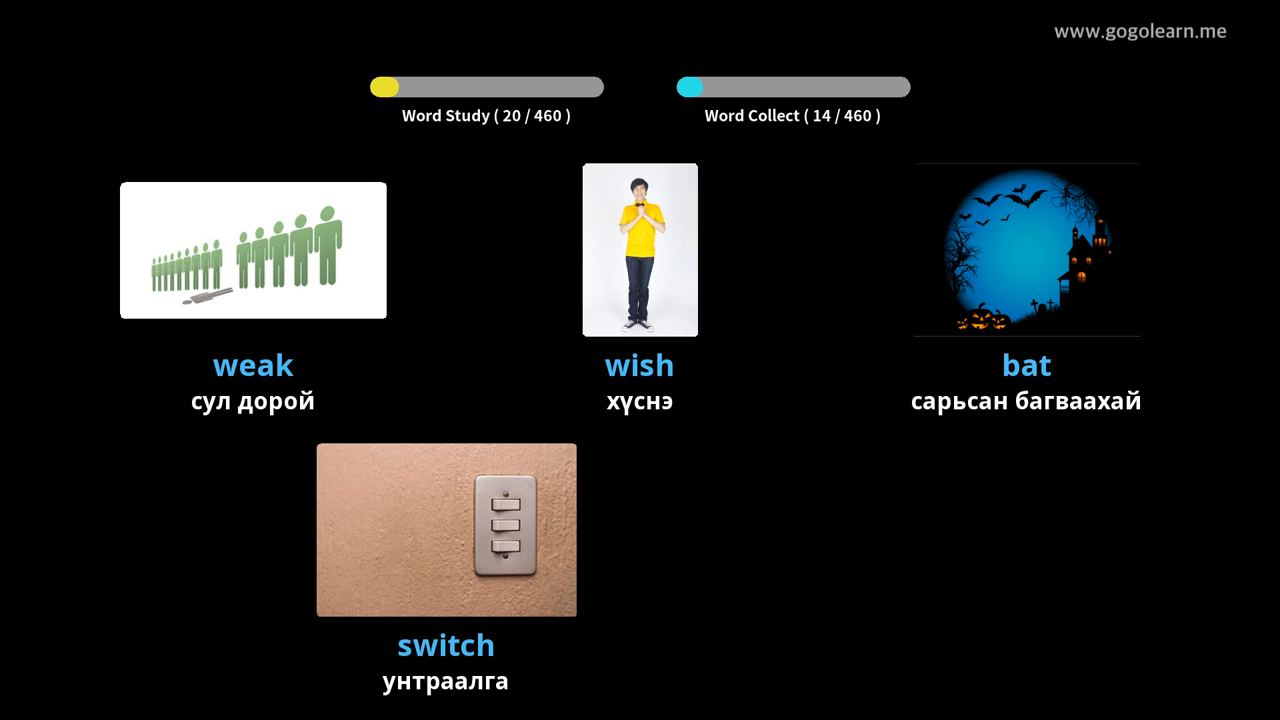 www.gogolearn.me
Word Study ( 20 / 460 )
Word Collect ( 14 / 460 )
weak
сул дорой
wish
хүснэ
bat
сарьсан багваахай
switch
унтраалга